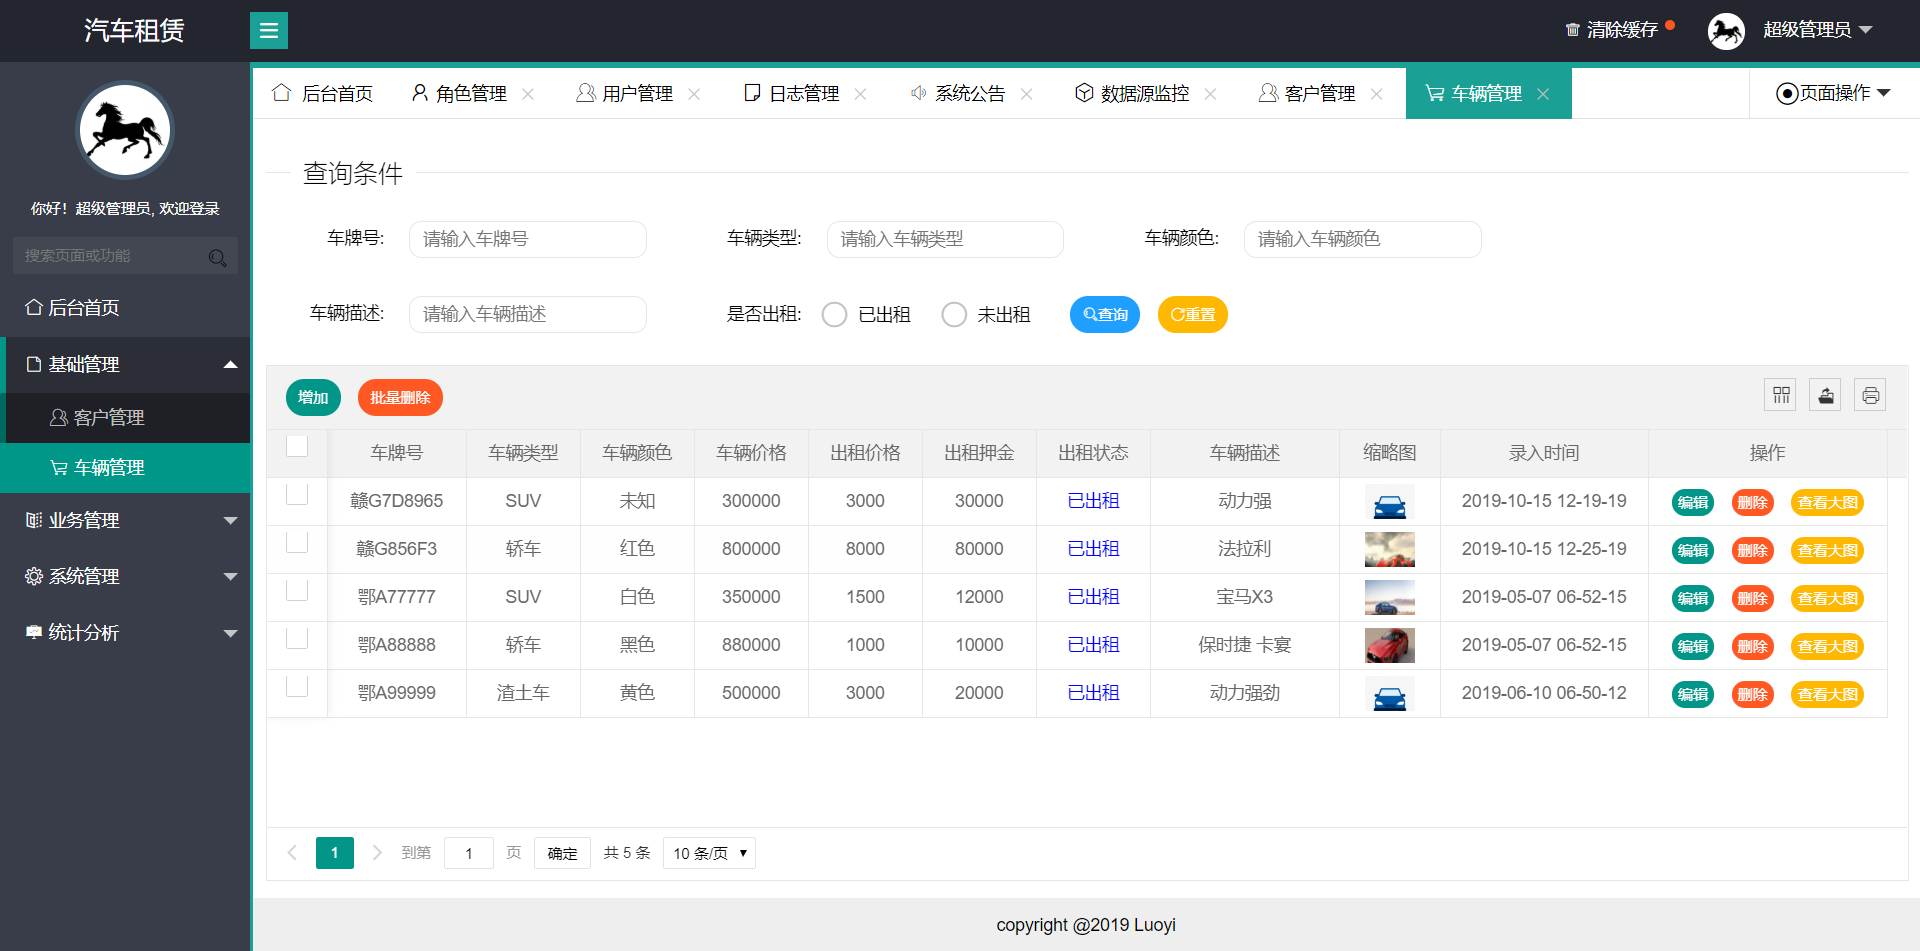 汽车租赁
清除缓存
超级管理员
你好！超级管理员, 欢迎登录
搜索页面或功能
后台首页
基础管理
客户管理
车辆管理
业务管理
系统管理
统计分析
后台首页 角色管理 用户管理 日志管理 系统公告 数据源监控 客户管理 车辆管理 页面操作
查询条件
车牌号: 请输入车牌号 车辆类型: 请输入车辆类型 车辆颜色: 请输入车辆颜色
车辆描述: 请输入车辆描述 是否出租: 已出租 未出租 查询 重置
增加 批量删除
车牌号 车辆类型 车辆颜色 车辆价格 出租价格 出租押金 出租状态 车辆描述 缩略图 录入时间 操作
赣G7D8965 SUV 未知 300000 3000 30000 已出租 动力强 2019-10-15 12-19-19 编辑 删除 查看大图
赣G856F3 轿车 红色 800000 8000 80000 已出租 法拉利 2019-10-15 12-25-19 编辑 删除 查看大图
鄂A77777 SUV 白色 350000 1500 12000 已出租 宝马X3 2019-05-07 06-52-15 编辑 删除 查看大图
鄂A88888 轿车 黑色 880000 1000 10000 已出租 保时捷 卡宴 2019-05-07 06-52-15 编辑 删除 查看大图
鄂A99999 渣土车 黄色 500000 3000 20000 已出租 动力强劲 2019-06-10 06-50-12 编辑 删除 查看大图
1 到第 1 页 确定 共 5 条 10 条/页
copyright @2019 Luoyi